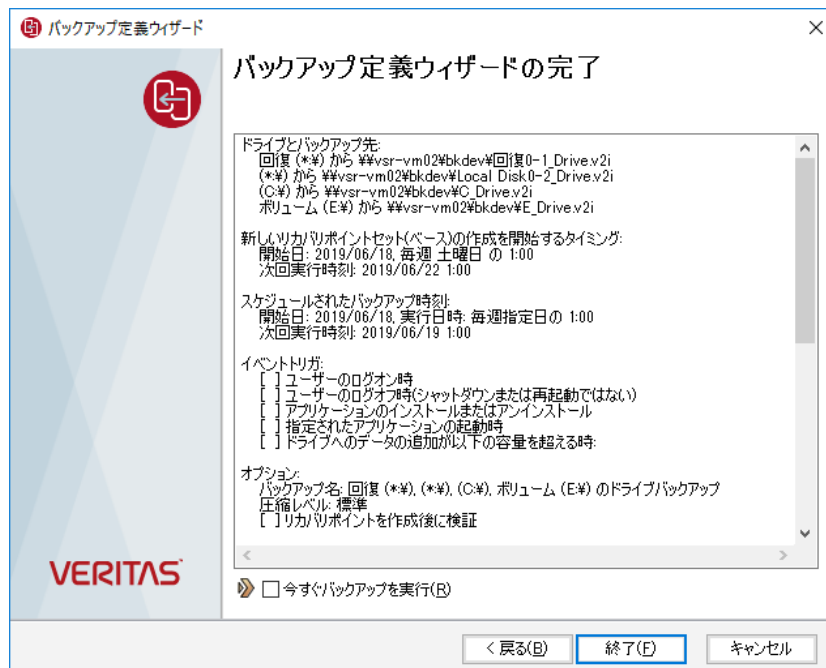 バックアップ定義ウィザード
バックアップ定義ウィザードの完了
ドライブとバックアップ先:
回復 (*:¥) から ¥¥vsr-vm02¥bkdev¥回復0-1_Drive.v2i
(*:¥) から ¥¥vsr-vm02¥bkdev¥Local Disk0-2_Drive.v2i
(C:¥) から ¥¥vsr-vm02¥bkdev¥C_Drive.v2i
ボリューム (E:¥) から ¥¥vsr-vm02¥bkdev¥E_Drive.v2i
新しいリカバリポイントセット(ベース)の作成を開始するタイミング:
開始日: 2019/06/18, 毎週 土曜日 の 1:00
次回実行時刻: 2019/06/22 1:00
スケジュールされたバックアップ時刻:
開始日: 2019/06/18, 実行日時: 毎週指定日の 1:00
次回実行時刻: 2019/06/19 1:00
イベントトリガ:
[ ] ユーザーのログオン時
[ ] ユーザーのログオフ時(シャットダウンまたは再起動ではない)
[ ] アプリケーションのインストールまたはアンインストール
[ ] 指定されたアプリケーションの起動時
[ ] ドライブへのデータの追加が以下の容量を超える時:
オプション:
バックアップ名: 回復 (*:¥), (*:¥), (C:¥), ボリューム (E:¥) のドライブバックアップ
圧縮レベル: 標準
[ ] リカバリポイントを作成後に検証
VERITAS
今すぐバックアップを実行(R)
< 戻る(B)
終了(F)
キャンセル